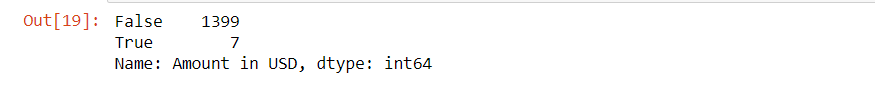 Out[19]: False    1399
True        7
Name: Amount in USD, dtype: int64